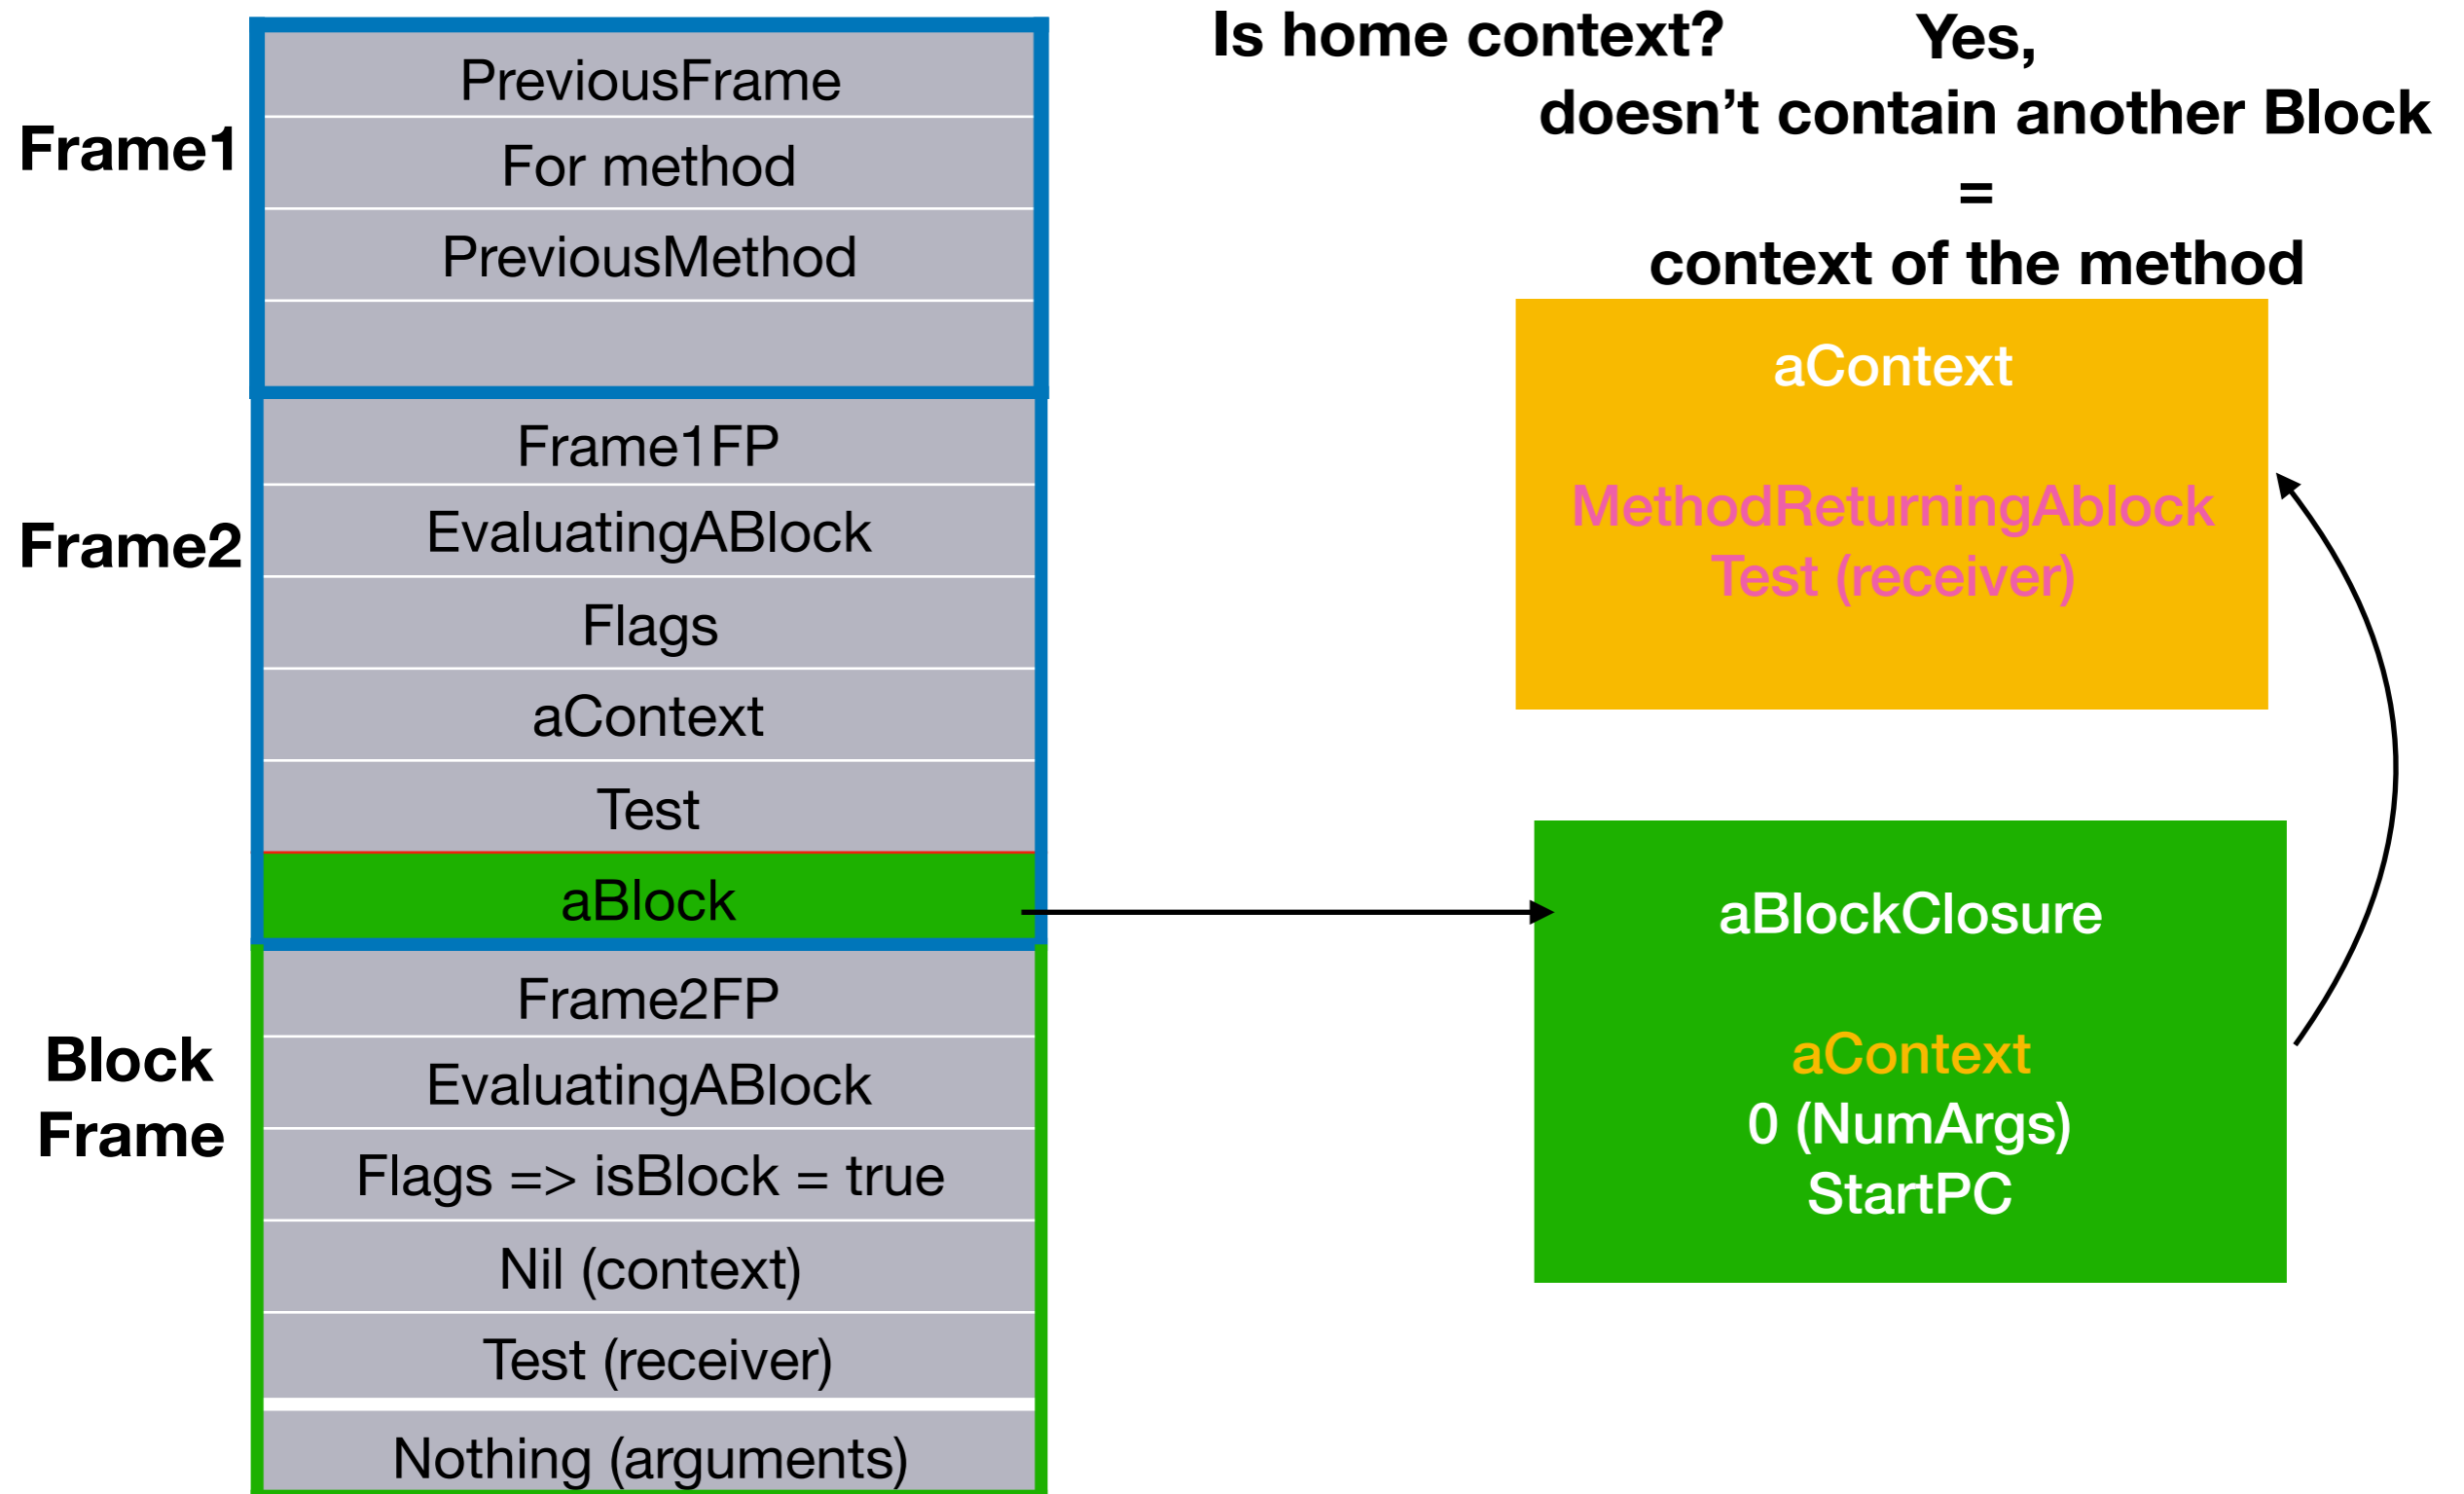 Frame1
PreviousFrame
For method
PreviousMethod
Frame2
Frame1FP
EvaluatingABlock
Flags
aContext
Test
aBlock
Block
Frame
Frame2FP
EvaluatingABlock
Flags => isBlock = true
Nil (context)
Test (receiver)
Nothing (arguments)
Is home context?
Yes,
doesn’t contain another Block
=
context of the method
aContext
MethodReturningAblock
Test (receiver)
aBlockClosure
aContext
0 (NumArgs)
StartPC